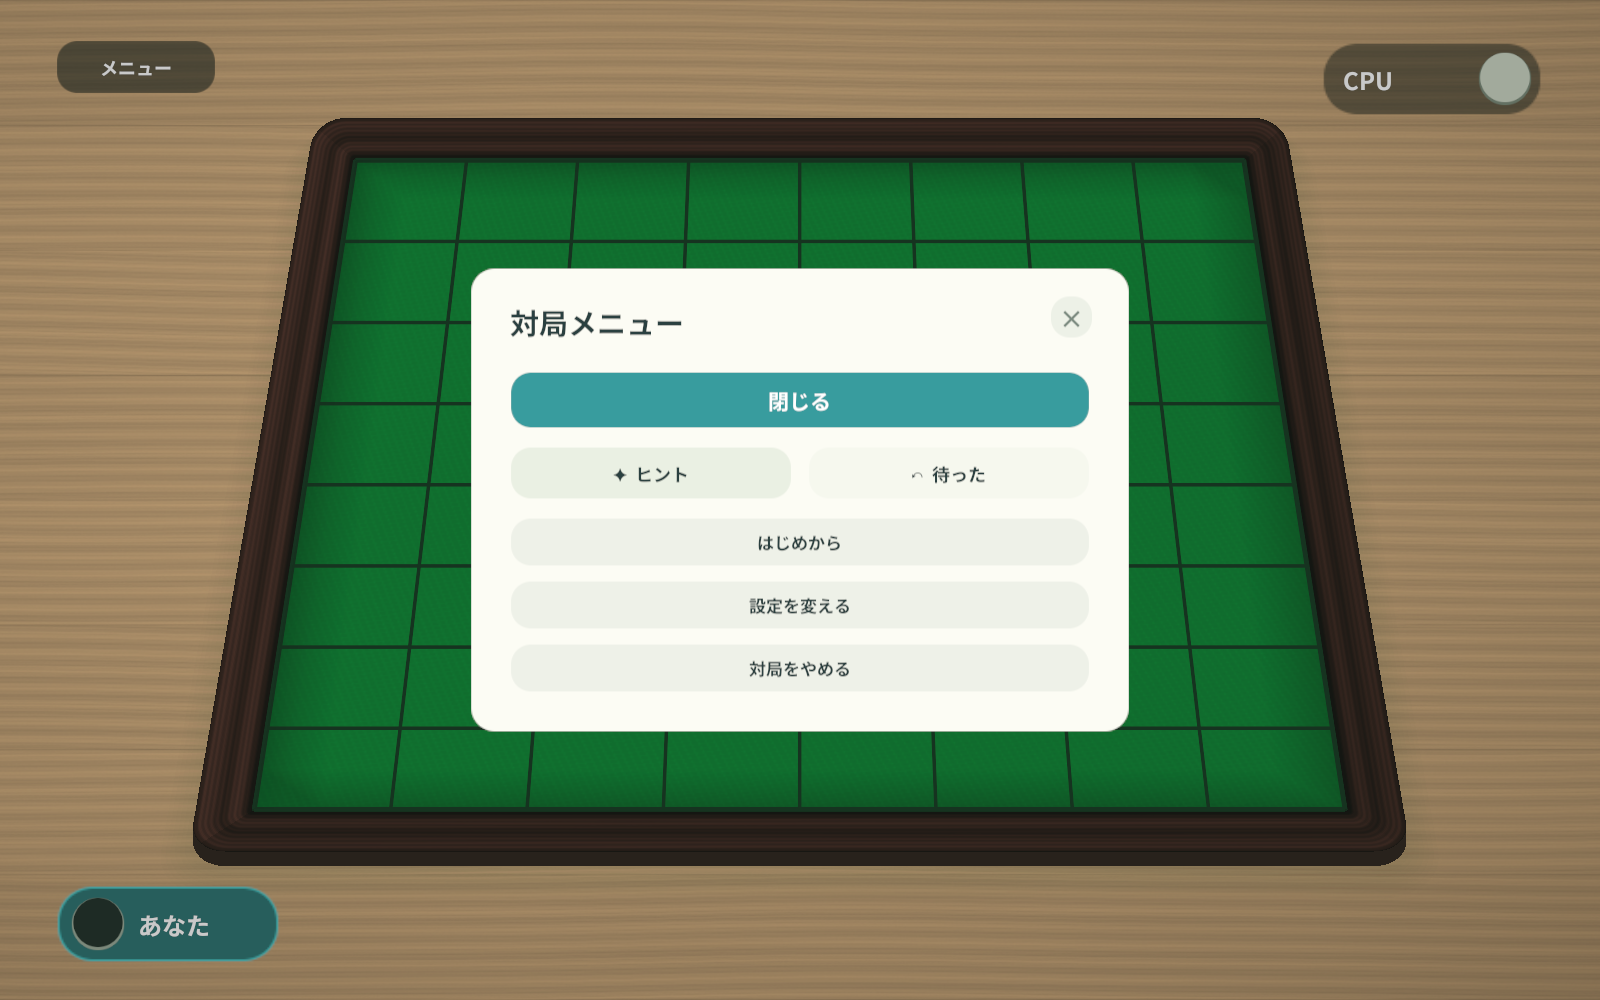 メニュー
CPU
対局メニュー
閉じる
✦ ヒント
↶ 待った
はじめから
設定を変える
対局をやめる
あなた